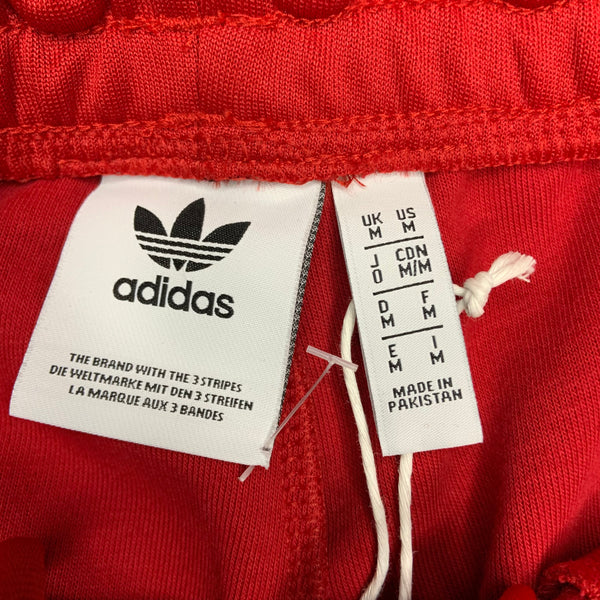 adidas
THE BRAND WITH THE 3 STRIPES
DIE WELTMARKE MIT DEN 3 STREIFEN
LA MARQUE AUX 3 BANDES
UK US
M M
J CDN
O M/M
D F
M M
E I
M M
MADE IN
PAKISTAN